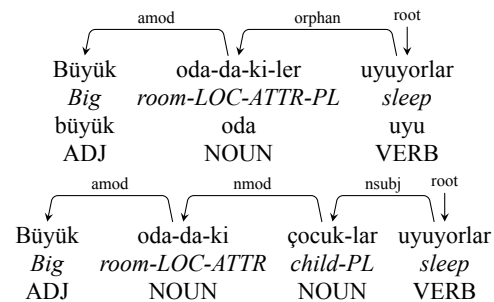 amod orphan root
Büyük oda-da-ki-ler uyuyorlar
Big room-LOC-ATTR-PL sleep
büyük oda uyu
ADJ NOUN VERB
amod nmod nsubj root
Büyük oda-da-ki çocuk-lar uyuyorlar
Big room-LOC-ATTR child-PL sleep
ADJ NOUN NOUN VERB